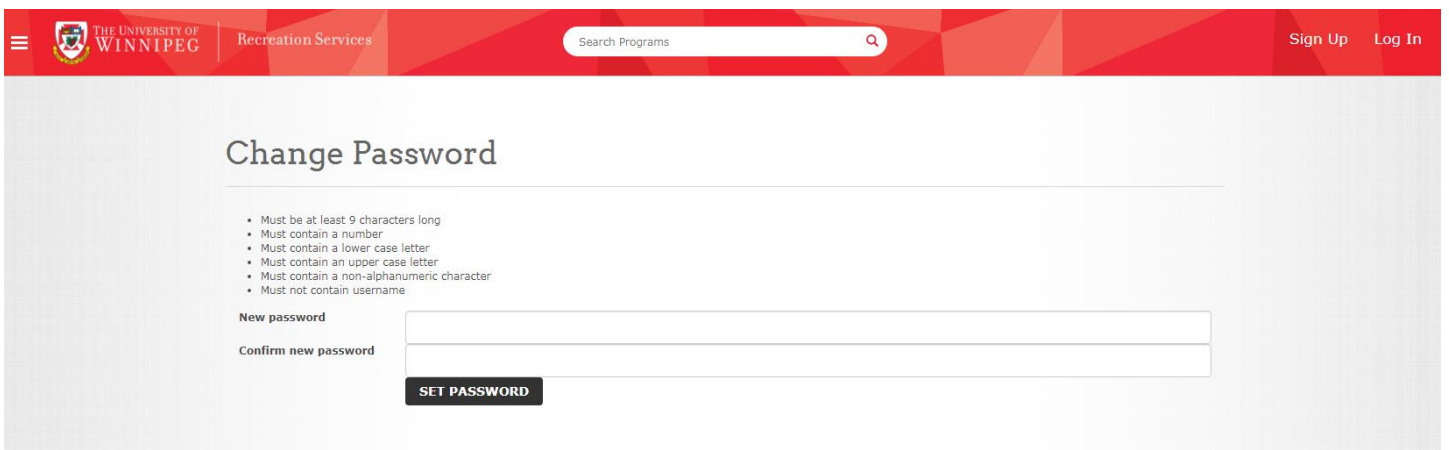 THE UNIVERSITY OF
WINNIPEG
Recreation Services
Search Programs
Sign Up
Log In
Change Password
• Must be at least 9 characters long
• Must contain a number
• Must contain a lower case letter
• Must contain an upper case letter
• Must contain a non-alphanumeric character
• Must not contain username
New password
Confirm new password
SET PASSWORD